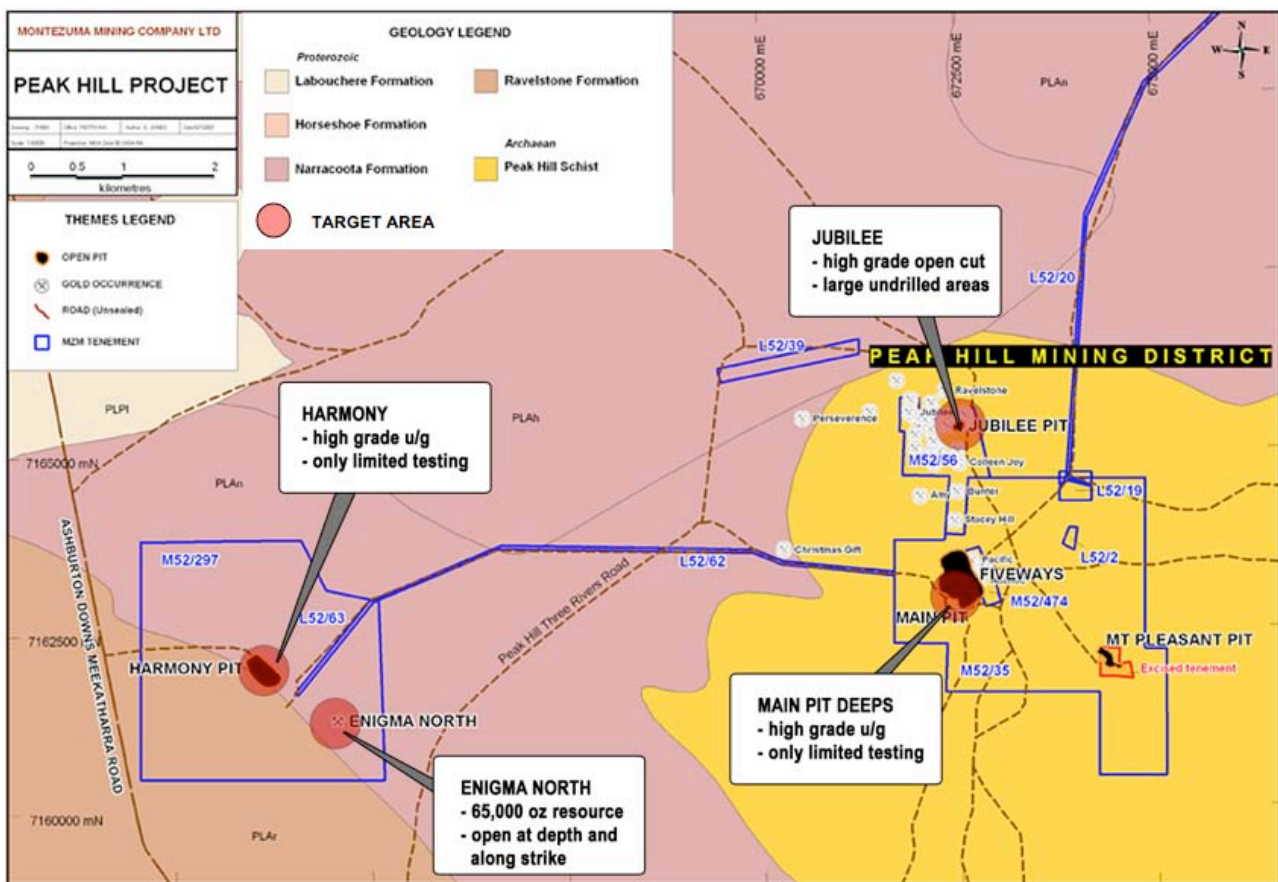 MONTEZUMA MINING COMPANY LTD
PEAK HILL PROJECT
0 0.5 1 2
kilometres
THEMES LEGEND
OPEN PIT
GOLD OCCURRENCE
ROAD (Unsealed)
MZM TENEMENT
GEOLOGY LEGEND
Proterozoic
Labouchere Formation
Ravelstone Formation
Horseshoe Formation
Archaean
Narracoota Formation
Peak Hill Schist
TARGET AREA
670000 mE
672500 mE
N
W E
S
PLAn
JUBILEE
- high grade open cut
- large undrilled areas
L52/20
L52/39
PEAK HILL MINING DISTRICT
PLPl
HARMONY
- high grade u/g
- only limited testing
PLAh
Perseverence
Ravelstone
Jubilee
JUBILEE PIT
7165000 mN
PLAn
M52/56
Colleen Joy
Amy
Bunter
L52/19
Stacey Hill
ASHBURTON DOWNS MEEKATHARRA ROAD
M52/297
L52/63
L52/62
Christmas Gift
Pacific
L52/2
FIVEWAYS
M52/474
MAIN PIT
Peak Hill Three Rivers Road
7162500 mN
HARMONY PIT
MT PLEASANT PIT
Excised tenement
M52/35
ENIGMA NORTH
MAIN PIT DEEPS
- high grade u/g
- only limited testing
ENIGMA NORTH
- 65,000 oz resource
- open at depth and
along strike
7160000 mN
PLAr